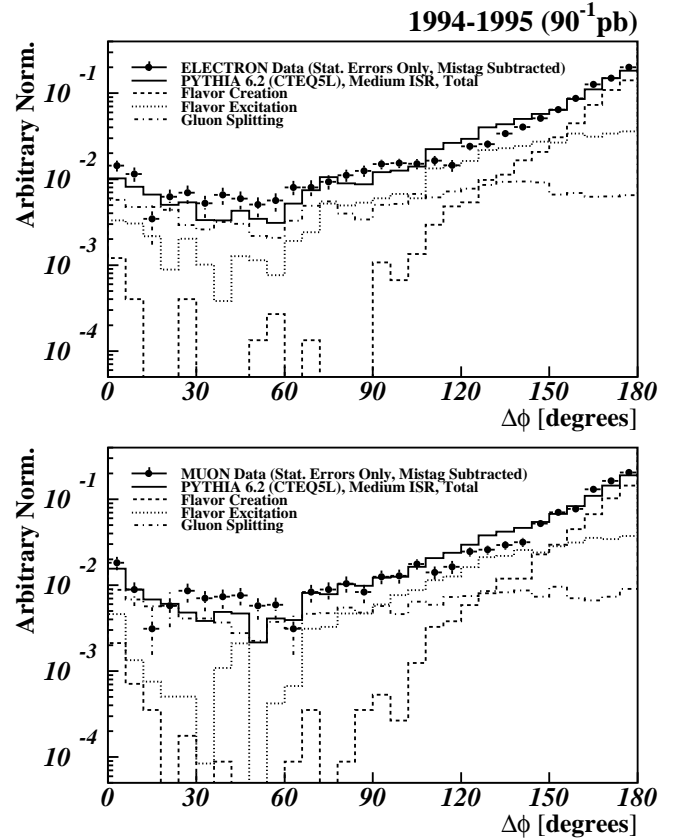 1994-1995 (90⁻¹pb)
Arbitrary Norm.
ELECTRON Data (Stat. Errors Only, Mistag Subtracted)
PYTHIA 6.2 (CTEQ5L), Medium ISR, Total
Flavor Creation
Flavor Excitation
Gluon Splitting
10⁻¹
10⁻²
10⁻³
10⁻⁴
0 30 60 90 120 150 180
Δϕ [degrees]
Arbitrary Norm.
MUON Data (Stat. Errors Only, Mistag Subtracted)
PYTHIA 6.2 (CTEQ5L), Medium ISR, Total
Flavor Creation
Flavor Excitation
Gluon Splitting
10⁻¹
10⁻²
10⁻³
10⁻⁴
0 30 60 90 120 150 180
Δϕ [degrees]